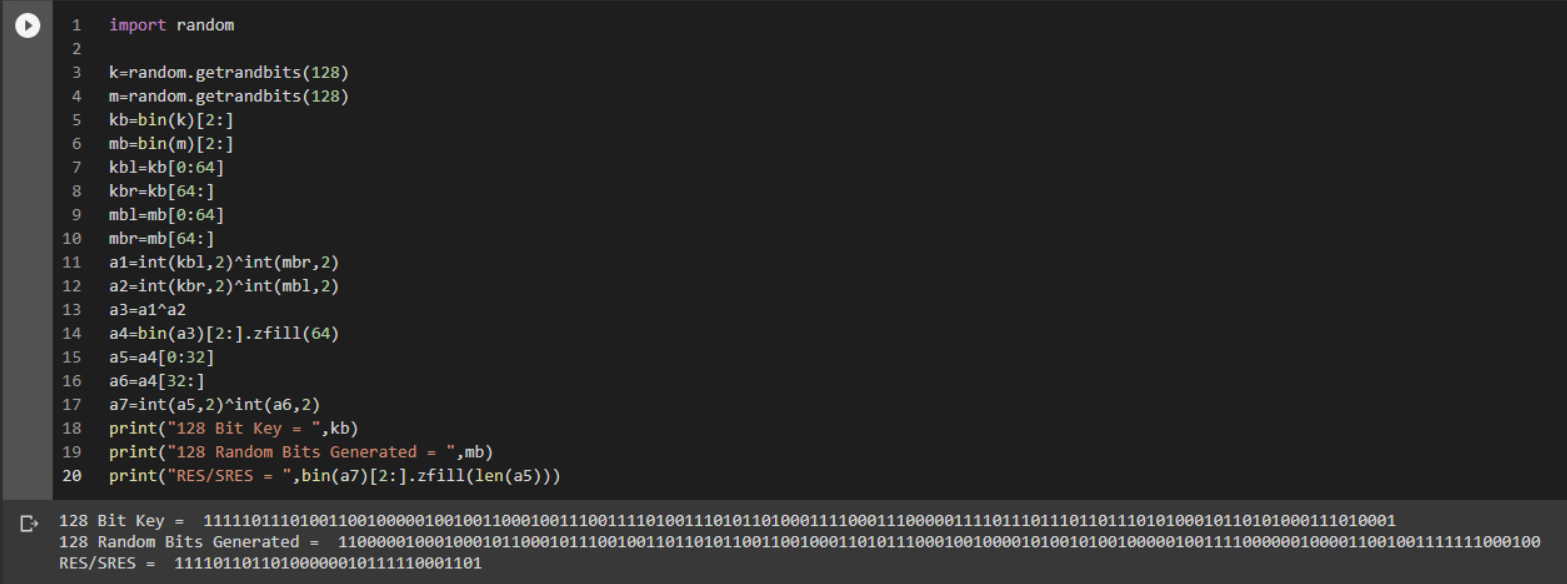 1 import random
2
3 k=random.getrandbits(128)
4 m=random.getrandbits(128)
5 kb=bin(k)[2:]
6 mb=bin(m)[2:]
7 kbl=kb[0:64]
8 kbr=kb[64:]
9 mbl=mb[0:64]
10 mbr=mb[64:]
11 a1=int(kbl,2)^int(mbr,2)
12 a2=int(kbr,2)^int(mbl,2)
13 a3=a1^a2
14 a4=bin(a3)[2:].zfill(64)
15 a5=a4[0:32]
16 a6=a4[32:]
17 a7=int(a5,2)^int(a6,2)
18 print("128 Bit Key = ",kb)
19 print("128 Random Bits Generated = ",mb)
20 print("RES/SRES = ",bin(a7)[2:].zfill(len(a5)))
128 Bit Key =  1111101110100110010000010010011000100111001111010011101011010001111000111000001111011101110110111010100010110101000111010001
128 Random Bits Generated =  11000001000100010110001011100100110110101100110010001101011100010010000101001010010000010011110000001000011001001111111000100
RES/SRES =  11110110110100000010111110001101